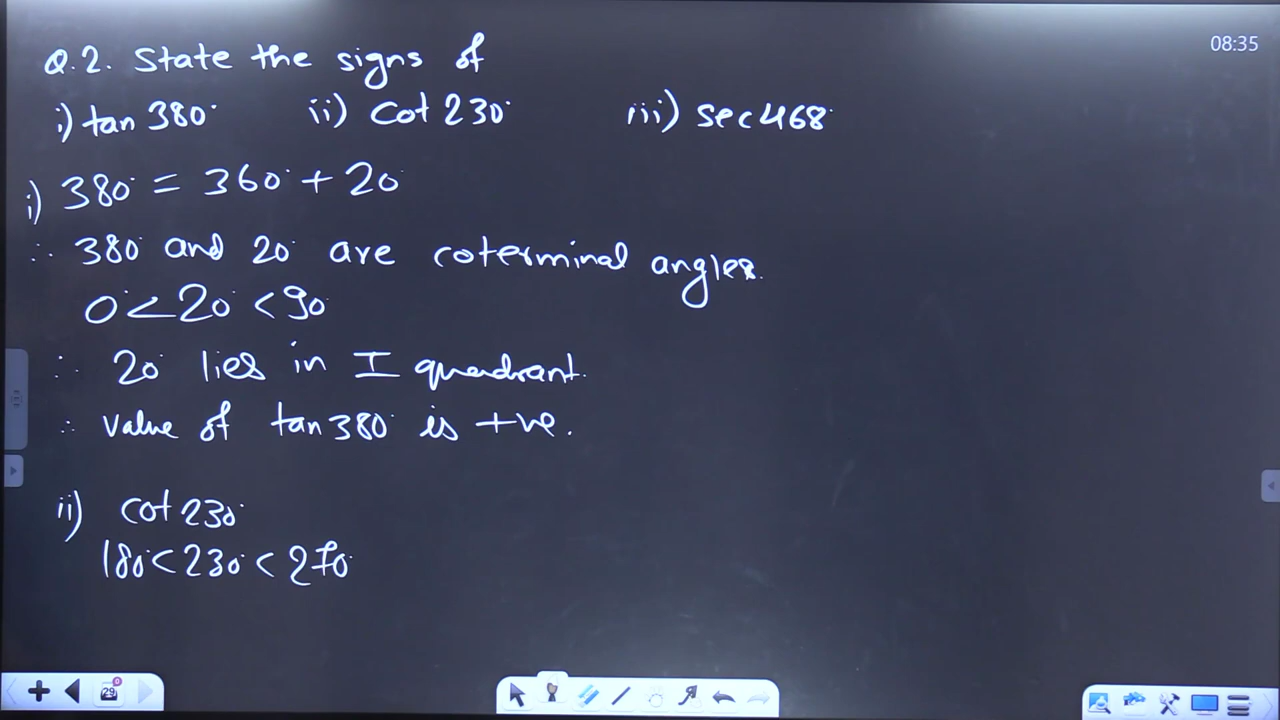 08:35
Q.2. State the signs of
i) tan 380° ii) cot 230° iii) sec 468°
i) 380° = 360° + 20°
∴ 380° and 20° are coterminal angles.
0° < 20° < 90°
∴ 20° lies in I quadrant.
∴ value of tan 380° is +ve.
ii) cot 230°
180° < 230° < 270°
29
0